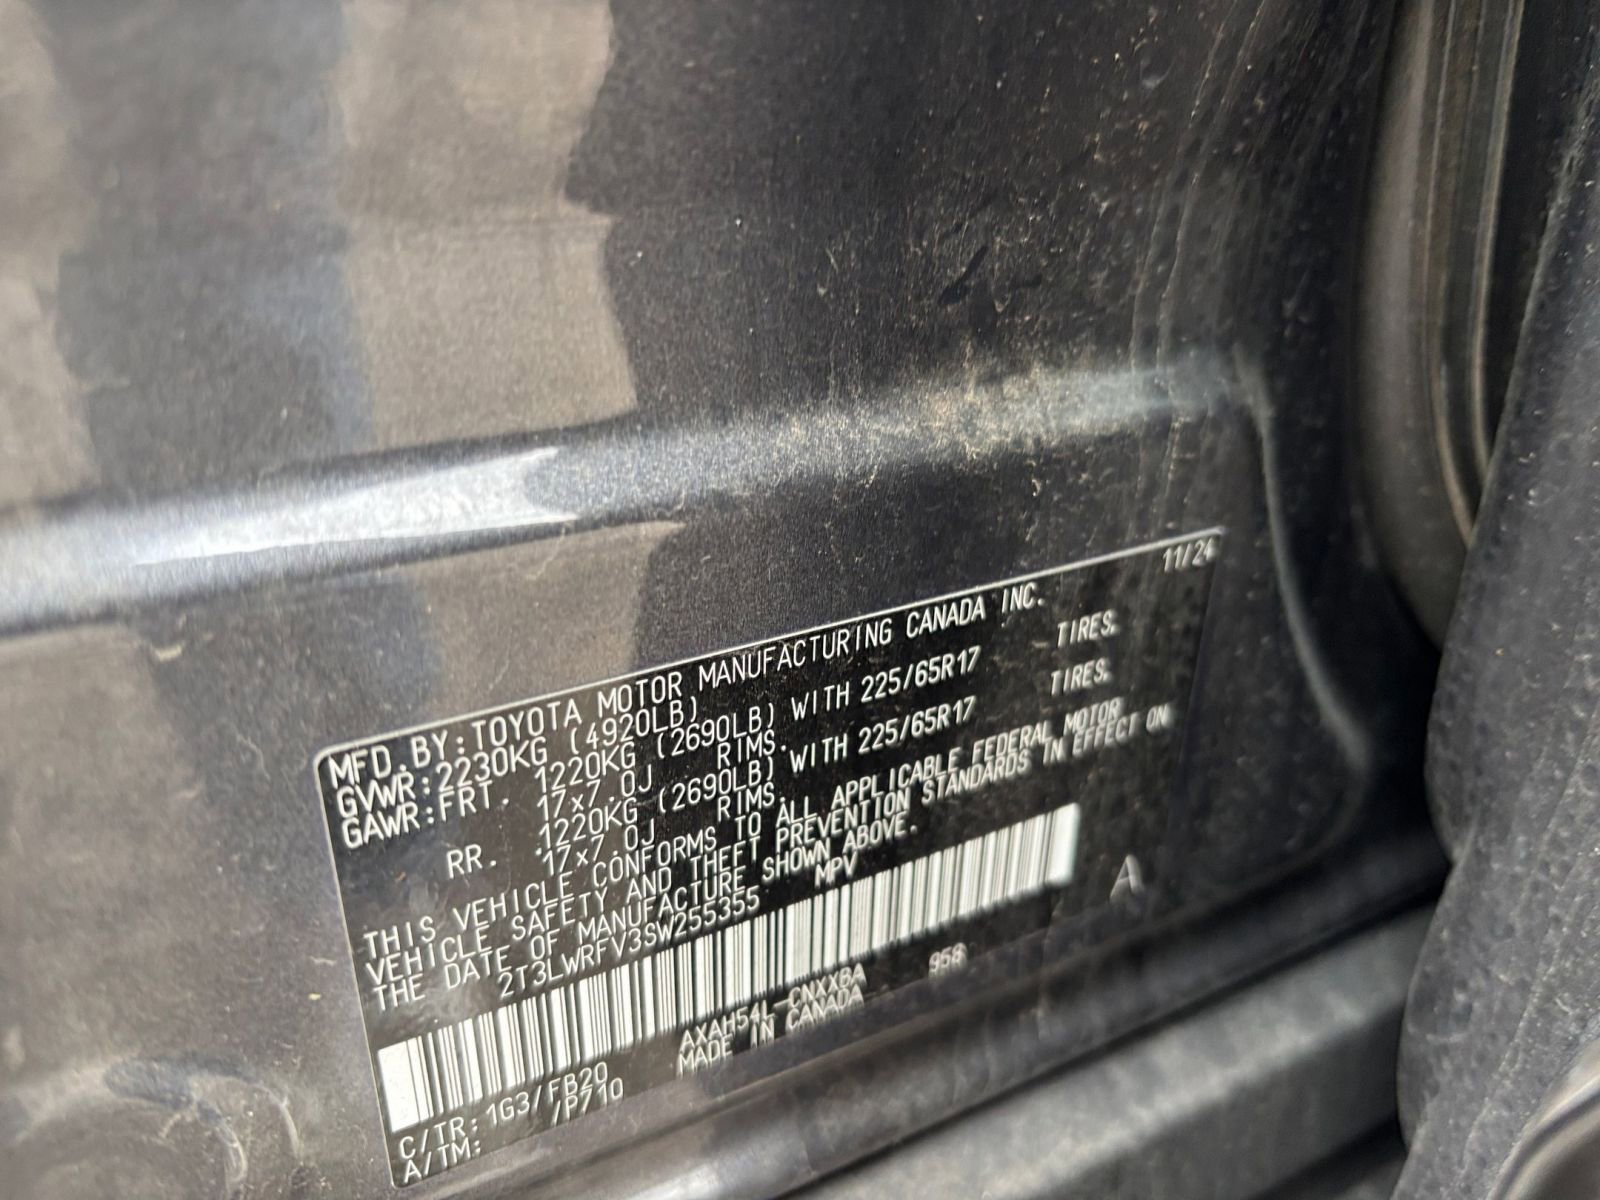 11/24
MFD. BY: TOYOTA MOTOR MANUFACTURING CANADA INC.
GVWR: 2230KG (4920LB)
GAWR: FRT. 1220KG (2690LB) WITH 225/65R17 TIRES.
17x7.0J RIMS.
RR. 1220KG (2690LB) WITH 225/65R17 TIRES.
17x7.0J RIMS.
THIS VEHICLE CONFORMS TO ALL APPLICABLE FEDERAL MOTOR
VEHICLE SAFETY AND THEFT PREVENTION STANDARDS IN EFFECT ON
THE DATE OF MANUFACTURE SHOWN ABOVE.
2T3LWRFV3SW255355 MPV
A
C/TR: 1G3/FB20 AXAH54L-CNXXBA 958
A/TM: /P710 MADE IN CANADA